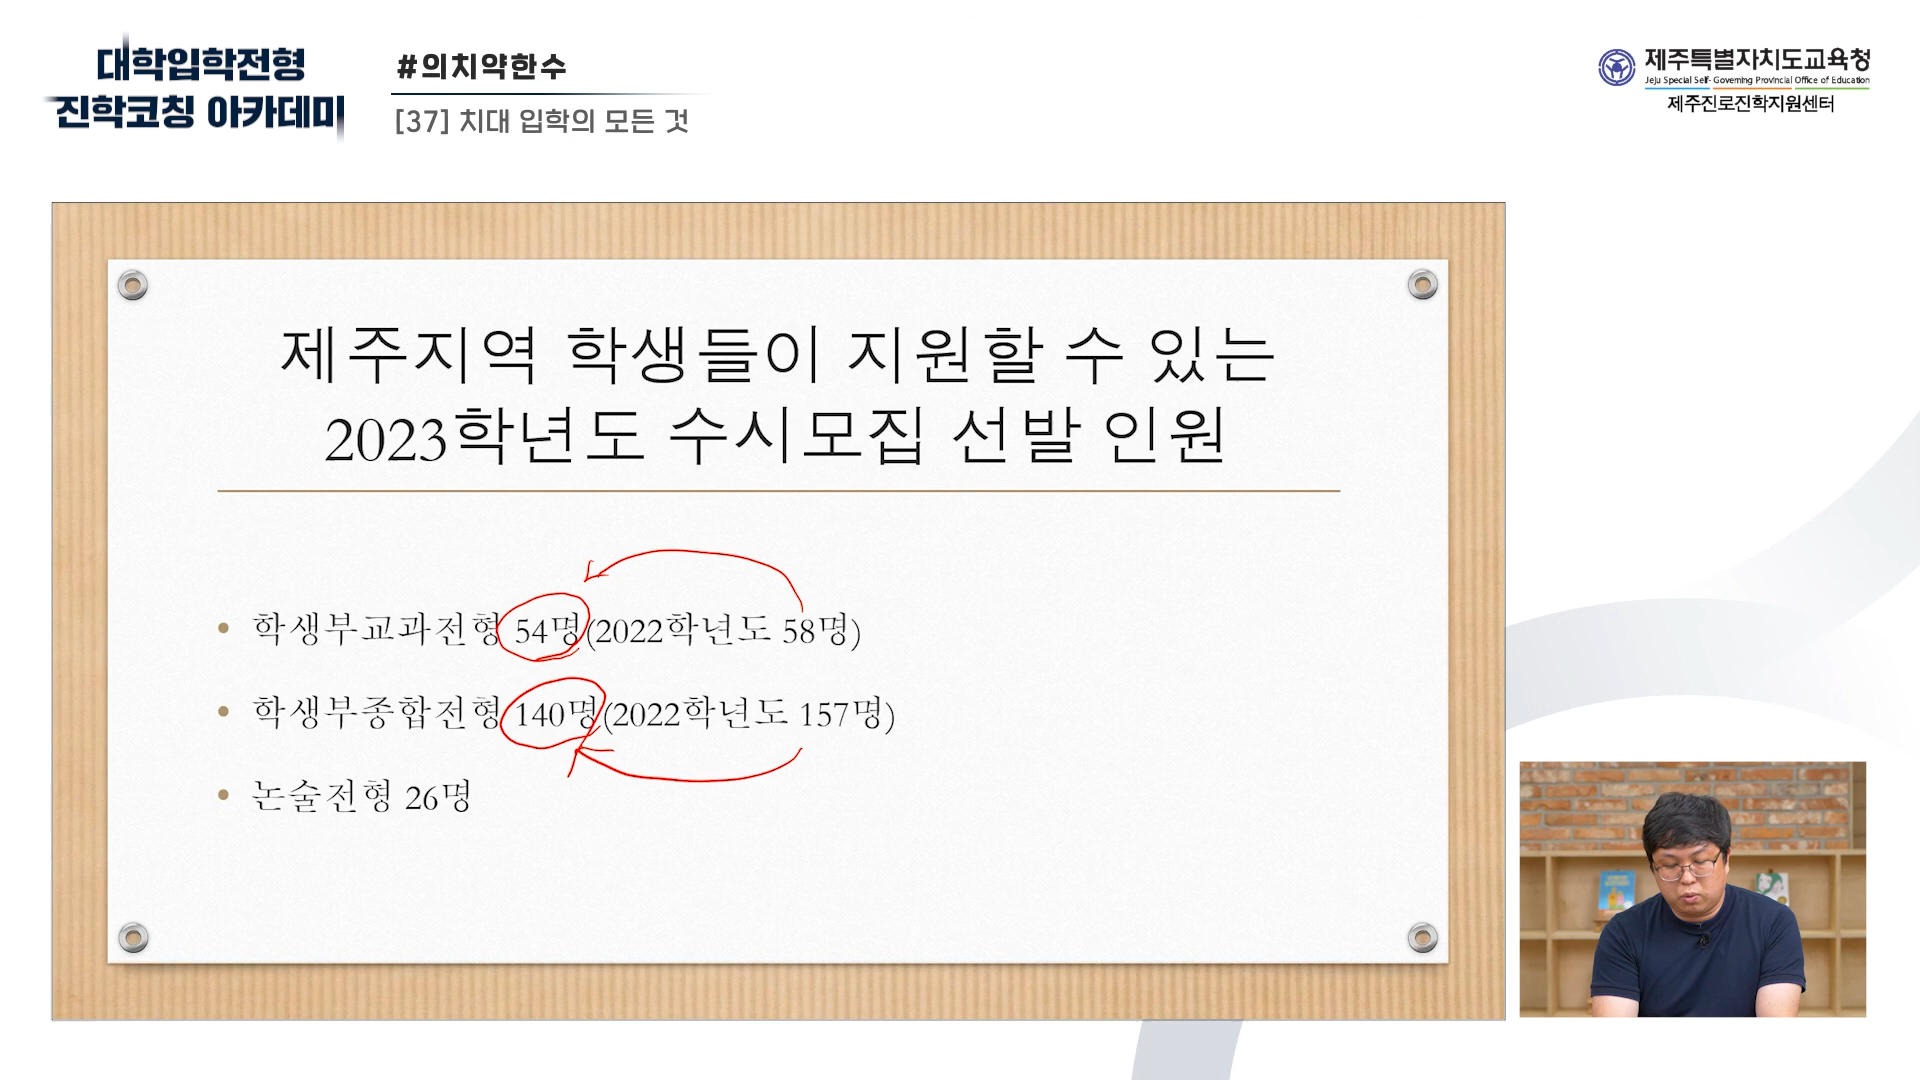 대학입학전형
진학코칭 아카데미
#의치약한수
[37] 치대 입학의 모든 것
제주특별자치도교육청
Jeju Special Self- Governing Provincial Office of Education
제주진로진학지원센터
제주지역 학생들이 지원할 수 있는
2023학년도 수시모집 선발 인원
• 학생부교과전형 54명(2022학년도 58명)
• 학생부종합전형 140명(2022학년도 157명)
• 논술전형 26명